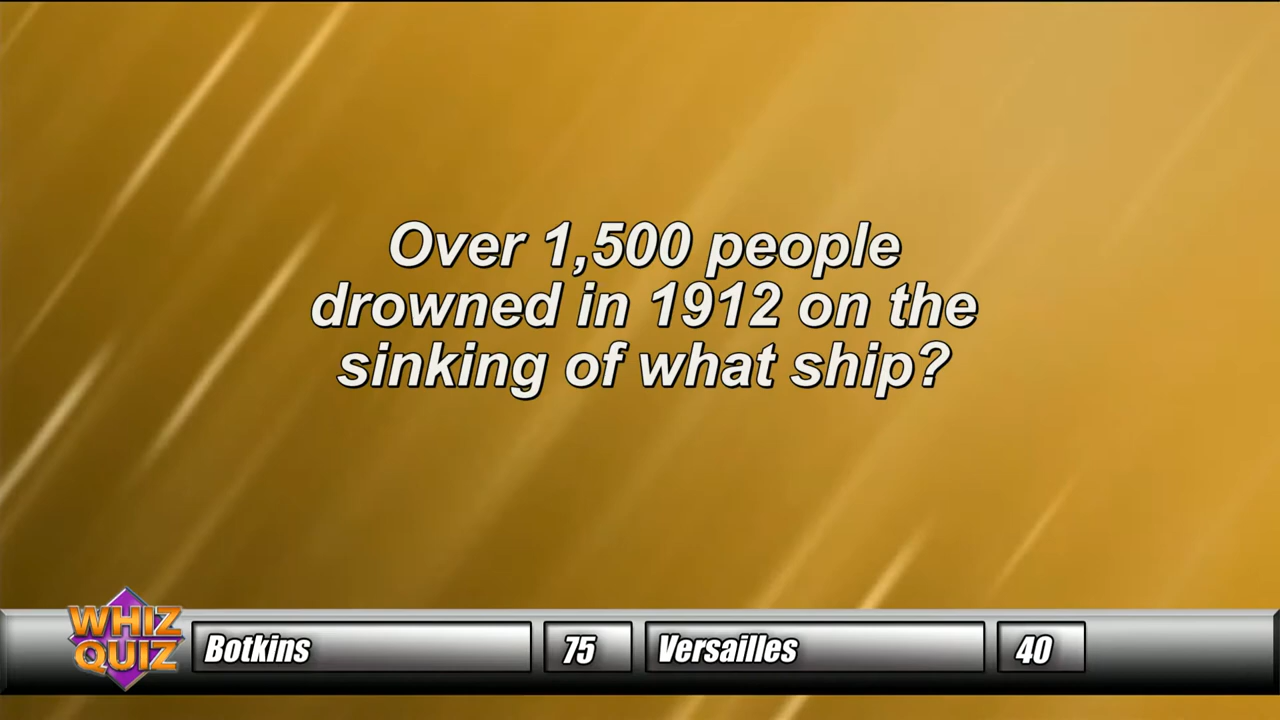 Over 1,500 people
drowned in 1912 on the
sinking of what ship?
WHIZ
QUIZ
Botkins 75 Versailles 40